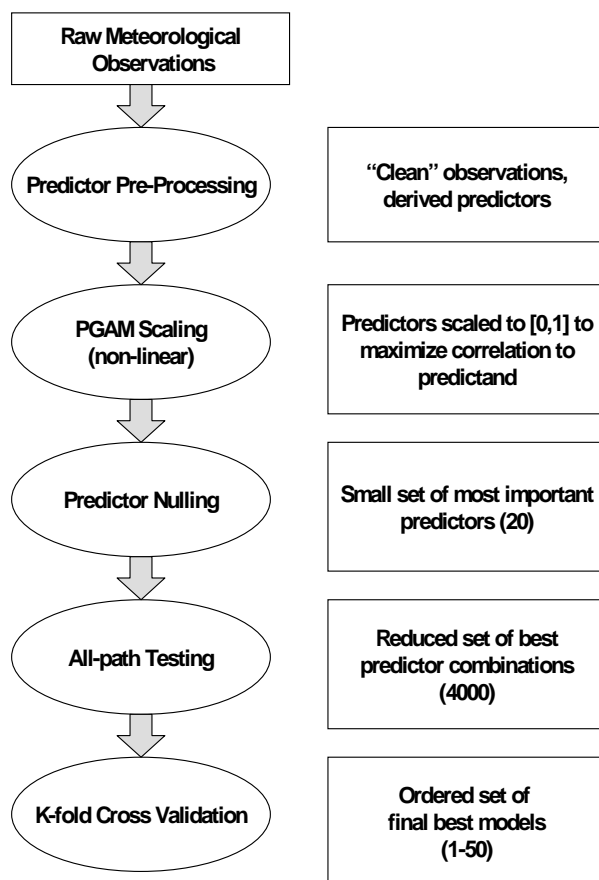 Raw Meteorological
Observations
Predictor Pre-Processing
“Clean” observations,
derived predictors
PGAM Scaling
(non-linear)
Predictors scaled to [0,1] to
maximize correlation to
predictand
Predictor Nulling
Small set of most important
predictors (20)
All-path Testing
Reduced set of best
predictor combinations
(4000)
K-fold Cross Validation
Ordered set of
final best models
(1-50)